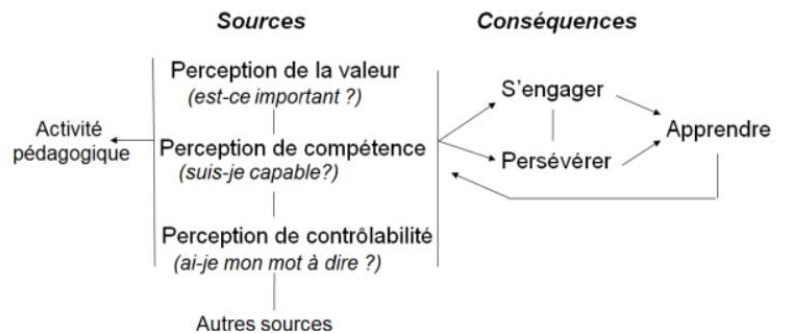 Sources
Conséquences
Perception de la valeur
(est-ce important ?)
S'engager
Activité
pédagogique
Perception de compétence
(suis-je capable?)
Persévérer
Apprendre
Perception de contrôlabilité
(ai-je mon mot à dire ?)
Autres sources